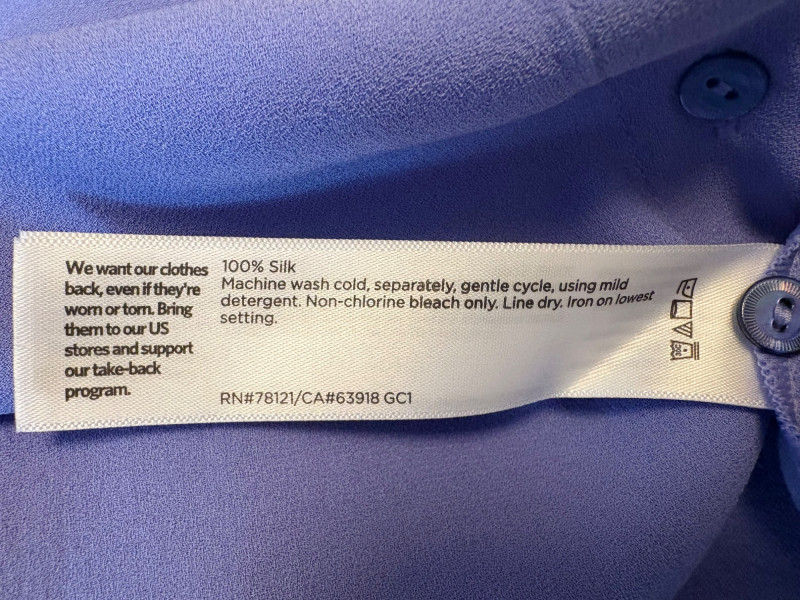 We want our clothes
back, even if they're
worn or torn. Bring
them to our US
stores and support
our take-back
program.
100% Silk
Machine wash cold, separately, gentle cycle, using mild
detergent. Non-chlorine bleach only. Line dry. Iron on lowest
setting.
RN#78121/CA#63918 GC1
30C